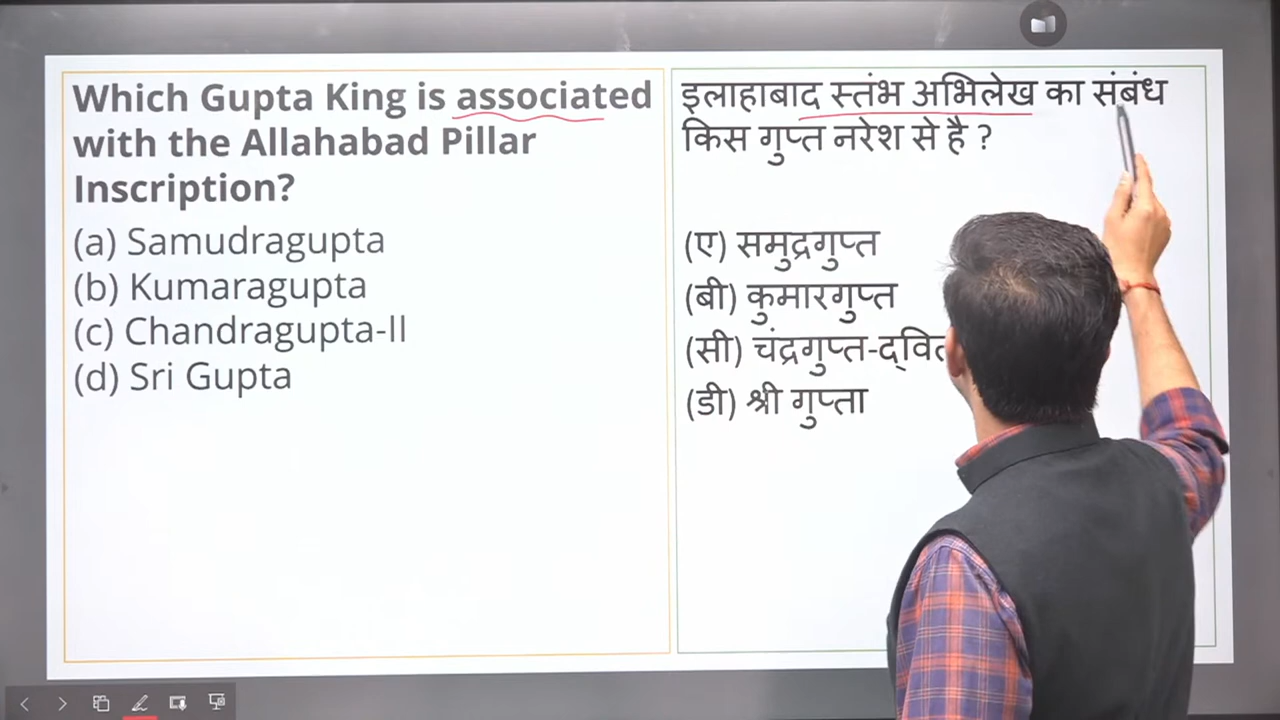 Which Gupta King is associated
with the Allahabad Pillar
Inscription?
(a) Samudragupta
(b) Kumaragupta
(c) Chandragupta-II
(d) Sri Gupta
इलाहाबाद स्तंभ अभिलेख का संबंध
किस गुप्त नरेश से है ?
(ए) समुद्रगुप्त
(बी) कुमारगुप्त
(सी) चंद्रगुप्त-
(डी) श्री गुप्ता